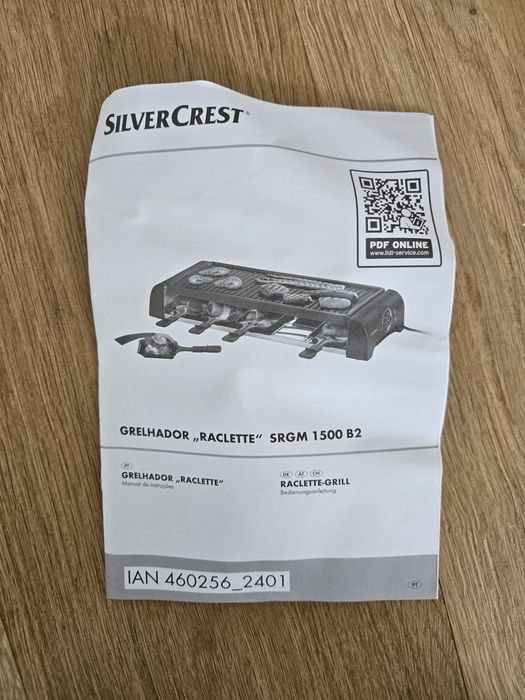 SILVERCREST®
PDF ONLINE
www.lidl-service.com
GRELHADOR „RACLETTE“ SRGM 1500 B2
PT
GRELHADOR „RACLETTE“
Manual de instruções
DE AT CH
RACLETTE-GRILL
Bedienungsanleitung
IAN 460256_2401
PT